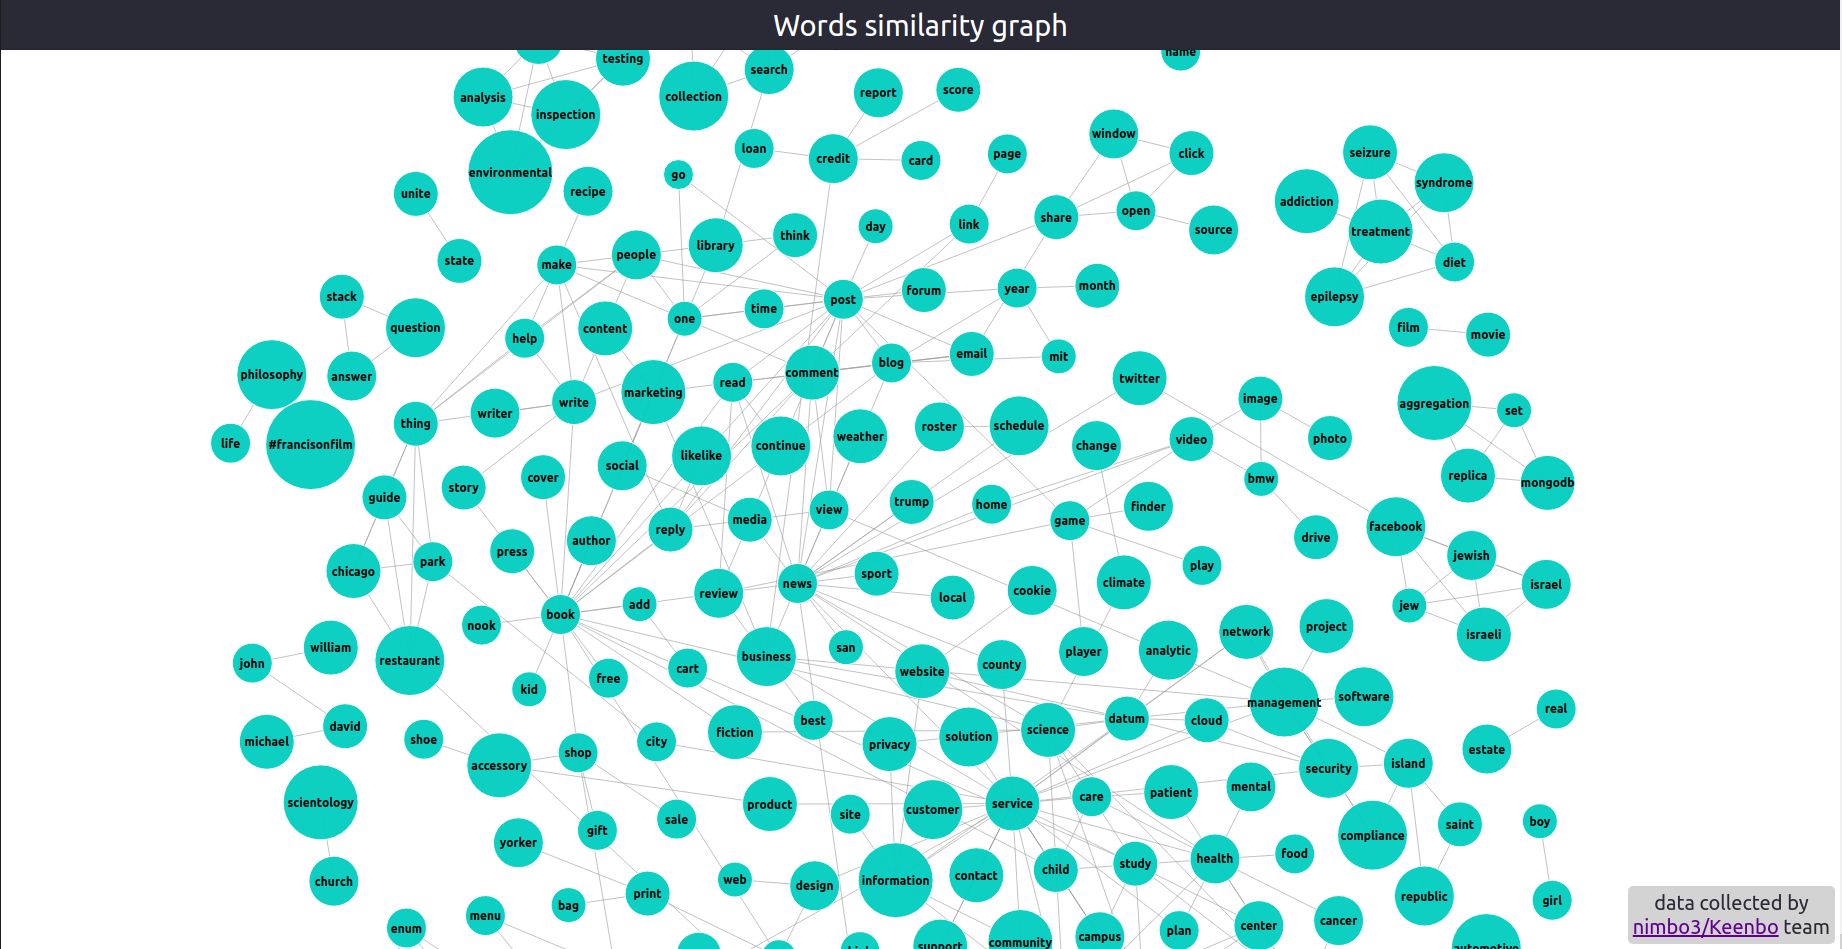 Words similarity graph
name
testing
search
analysis
collection
report
score
inspection
window
loan
credit
card
page
click
seizure
environmental
go
syndrome
unite
recipe
addiction
share
open
source
treatment
day
link
think
library
people
state
make
diet
stack
post
forum
year
month
epilepsy
time
one
question
help
content
film
movie
email
mit
blog
philosophy
answer
comment
read
marketing
twitter
image
aggregation
set
write
writer
thing
life
#francisonfilm
roster
schedule
weather
continue
change
video
photo
likelike
social
cover
story
guide
bmw
replica
mongodb
trump
home
finder
view
media
game
reply
author
facebook
drive
press
park
chicago
jewish
play
sport
news
climate
israel
review
local
cookie
add
book
jew
nook
network
project
israeli
william
john
restaurant
san
business
player
analytic
county
website
cart
free
kid
management
software
real
david
michael
shoe
city
fiction
best
privacy
solution
science
datum
cloud
estate
shop
accessory
security
island
scientology
product
site
customer
service
care
patient
mental
sale
gift
yorker
compliance
saint
boy
church
web
design
information
contact
child
study
health
food
print
bag
menu
enum
republic
girl
support
community
campus
plan
center
cancer
automotive
data collected by
nimbo3/Keenbo team